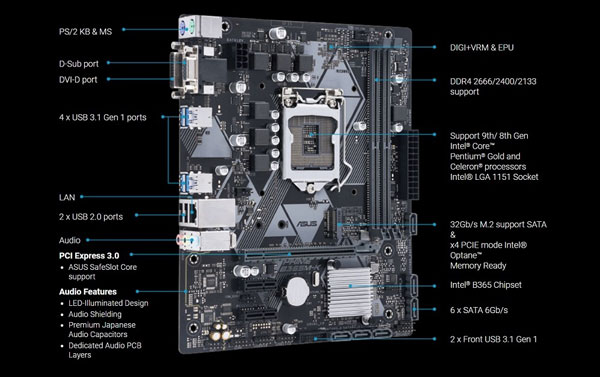 PS/2 KB & MS
D-Sub port
DVI-D port
4 x USB 3.1 Gen 1 ports
LAN
2 x USB 2.0 ports
Audio
PCI Express 3.0
• ASUS SafeSlot Core
support
Audio Features
• LED-Illuminated Design
• Audio Shielding
• Premium Japanese
Audio Capacitors
• Dedicated Audio PCB
Layers
ASUS
DIGI+VRM & EPU
DDR4 2666/2400/2133
support
Support 9th/ 8th Gen
Intel® Core™
Pentium® Gold and
Celeron® processors
Intel® LGA 1151 Socket
32Gb/s M.2 support SATA
&
x4 PCIE mode Intel®
Optane™
Memory Ready
Intel® B365 Chipset
6 x SATA 6Gb/s
2 x Front USB 3.1 Gen 1